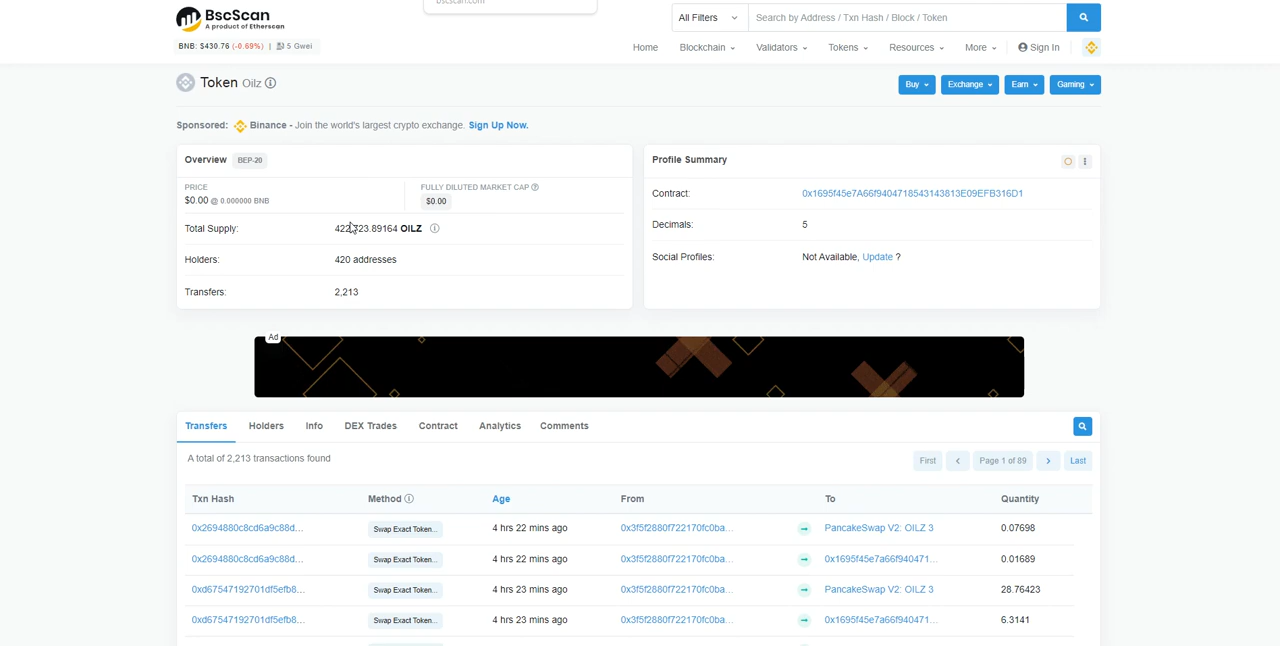 bscscan.com
BscScan
A product of Etherscan
All Filters
Search by Address / Txn Hash / Block / Token
BNB: $430.76 (-0.69%) | 5 Gwei
Home Blockchain Validators Tokens Resources More Sign In
Token Oilz
Buy Exchange Earn Gaming
Sponsored: Binance - Join the world's largest crypto exchange. Sign Up Now.
Overview BEP-20
PRICE
$0.00 @ 0.000000 BNB
FULLY DILUTED MARKET CAP
$0.00
Total Supply: OILZ
Holders: 420 addresses
Transfers: 2,213
Profile Summary
Contract: 0x1695f45e7A66f9404718543143813E09EFB316D1
Decimals: 5
Social Profiles: Not Available, Update ?
Ad
Transfers Holders Info DEX Trades Contract Analytics Comments
A total of 2,213 transactions found
First Page 1 of 89 Last
Txn Hash Method Age From To Quantity
0x2694880c8cd6a9c88d... Swap Exact Token... 4 hrs 22 mins ago 0x3f5f2880f722170fc0ba... PancakeSwap V2: OILZ 3 0.07698
0x2694880c8cd6a9c88d... Swap Exact Token... 4 hrs 22 mins ago 0x3f5f2880f722170fc0ba... 0x1695f45e7a66f940471... 0.01689
0xd67547192701df5efb8... Swap Exact Token... 4 hrs 23 mins ago 0x3f5f2880f722170fc0ba... PancakeSwap V2: OILZ 3 28.76423
0xd67547192701df5efb8... Swap Exact Token... 4 hrs 23 mins ago 0x3f5f2880f722170fc0ba... 0x1695f45e7a66f940471... 6.3141